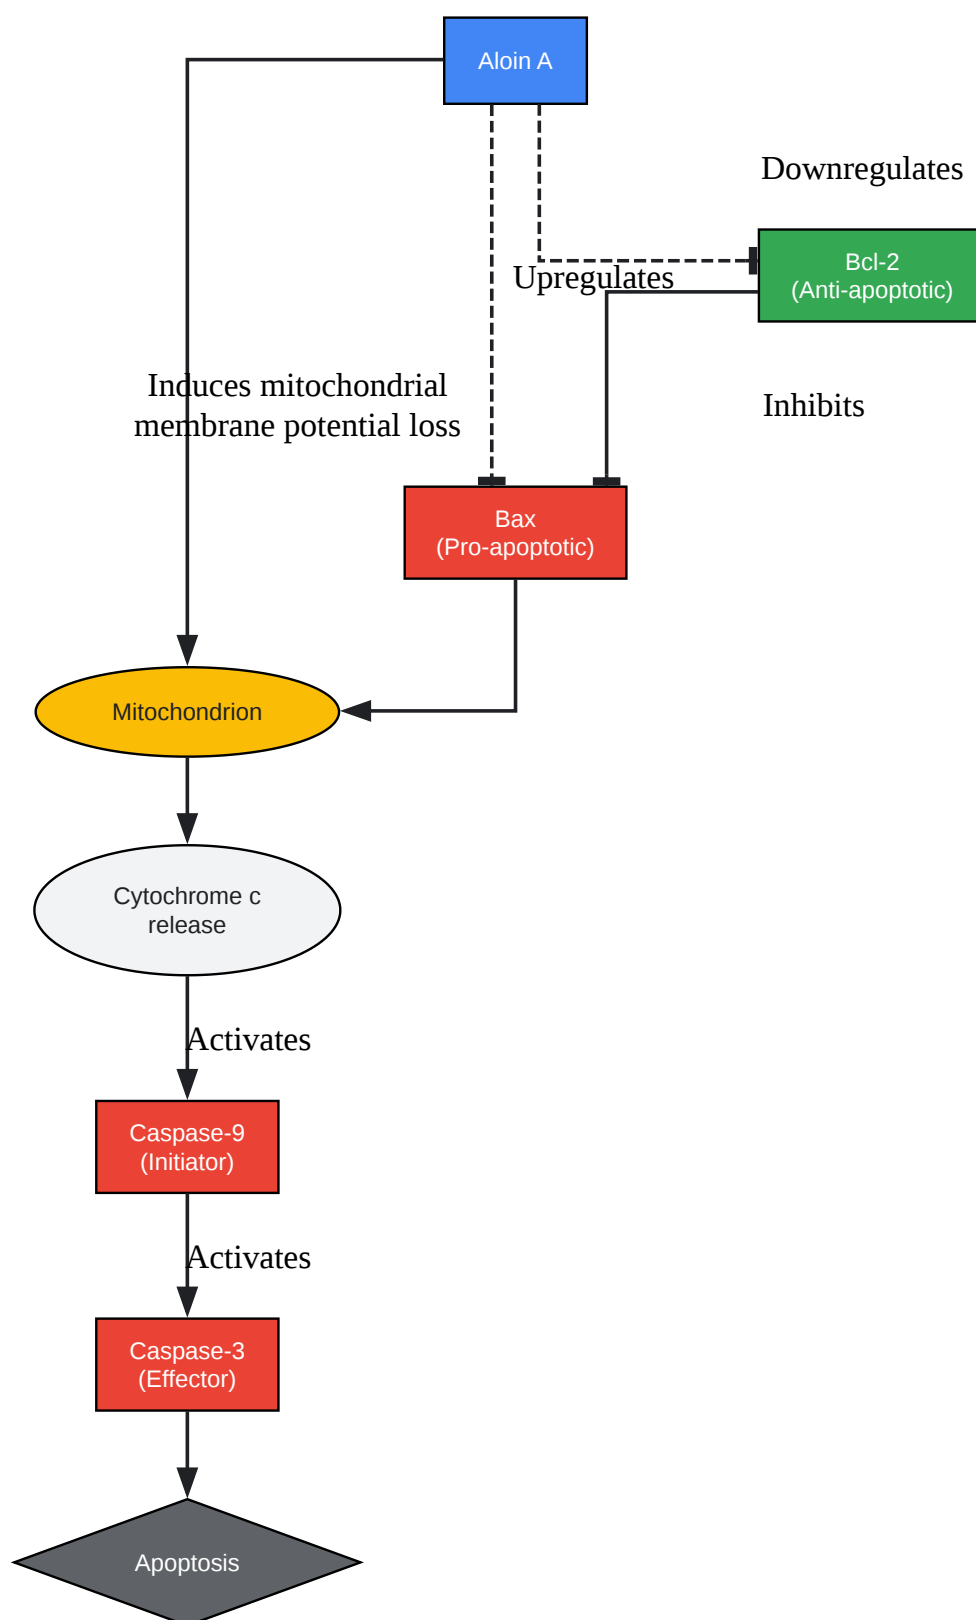 Aloin A
Downregulates
Bcl-2
(Anti-apoptotic)
Upregulates
Induces mitochondrial
membrane potential loss
Inhibits
Bax
(Pro-apoptotic)
Mitochondrion
Cytochrome c
release
Activates
Caspase-9
(Initiator)
Activates
Caspase-3
(Effector)
Apoptosis